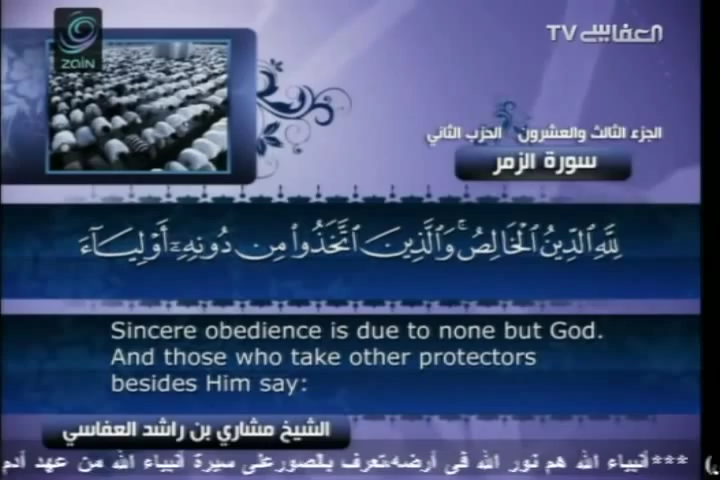 zain
العفاسي TV
الجزء الثالث والعشرون الحزب الثاني
سورة الزمر
لِلَّهِ الدِّينُ الْخَالِصُ ۚ وَالَّذِينَ اتَّخَذُوا مِن دُونِهِ أَوْلِيَاءَ
Sincere obedience is due to none but God.
And those who take other protectors
besides Him say:
الشيخ مشاري بن راشد العفاسي
*** أنبياء الله هم نور الله في أرضه،تعرف بالصورعلى سيرة أنبياء الله من عهد آدم